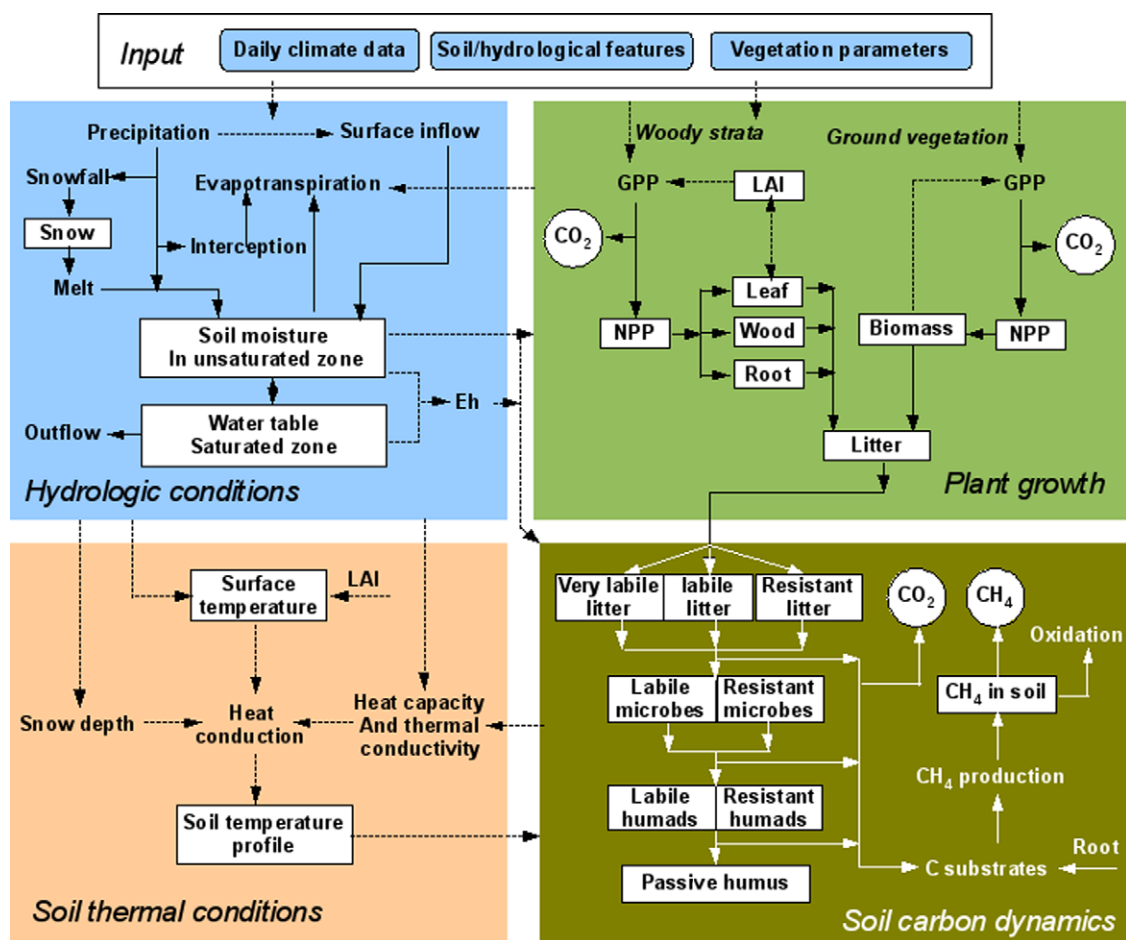 Input
Daily climate data
Soil/hydrological features
Vegetation parameters
Precipitation
Surface inflow
Snowfall
Evapotranspiration
Snow
Interception
Melt
Soil moisture
In unsaturated zone
Eh
Water table
Saturated zone
Outflow
Hydrologic conditions
Woody strata
Ground vegetation
GPP
LAI
GPP
CO2
CO2
Leaf
NPP
Wood
Biomass
NPP
Root
Litter
Plant growth
Surface
temperature
LAI
Snow depth
Heat
conduction
Heat capacity
And thermal
conductivity
Soil temperature
profile
Soil thermal conditions
Very labile
litter
labile
litter
Resistant
litter
CO2
CH4
Oxidation
Labile
microbes
Resistant
microbes
CH4 in soil
CH4 production
Labile
humads
Resistant
humads
Root
C substrates
Passive humus
Soil carbon dynamics